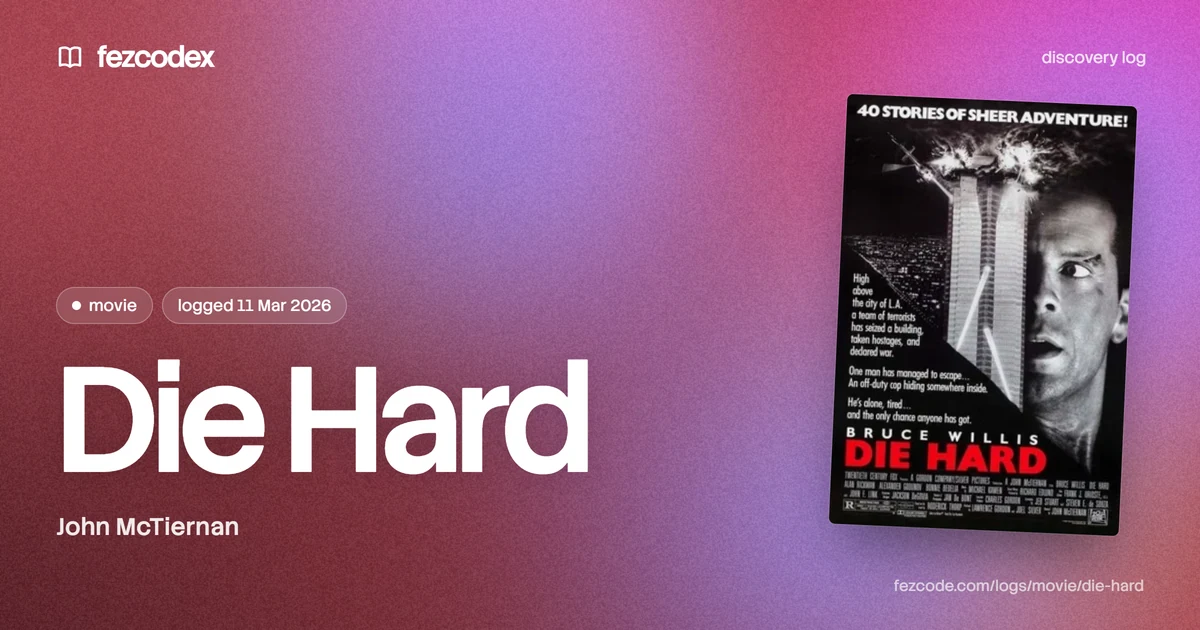 fezcodex
discovery log
movie
logged 11 Mar 2026
Die Hard
John McTiernan
40 STORIES OF SHEER ADVENTURE!
High
above
the city of L.A.
a team of terrorists
has seized a building,
taken hostages, and
declared war.
One man has managed to escape...
An off-duty cop hiding somewhere inside.
He's alone, tired...
and the only chance anyone has got.
BRUCE WILLIS
DIE HARD
TWENTIETH CENTURY FOX
R
fezcode.com/logs/movie/die-hard